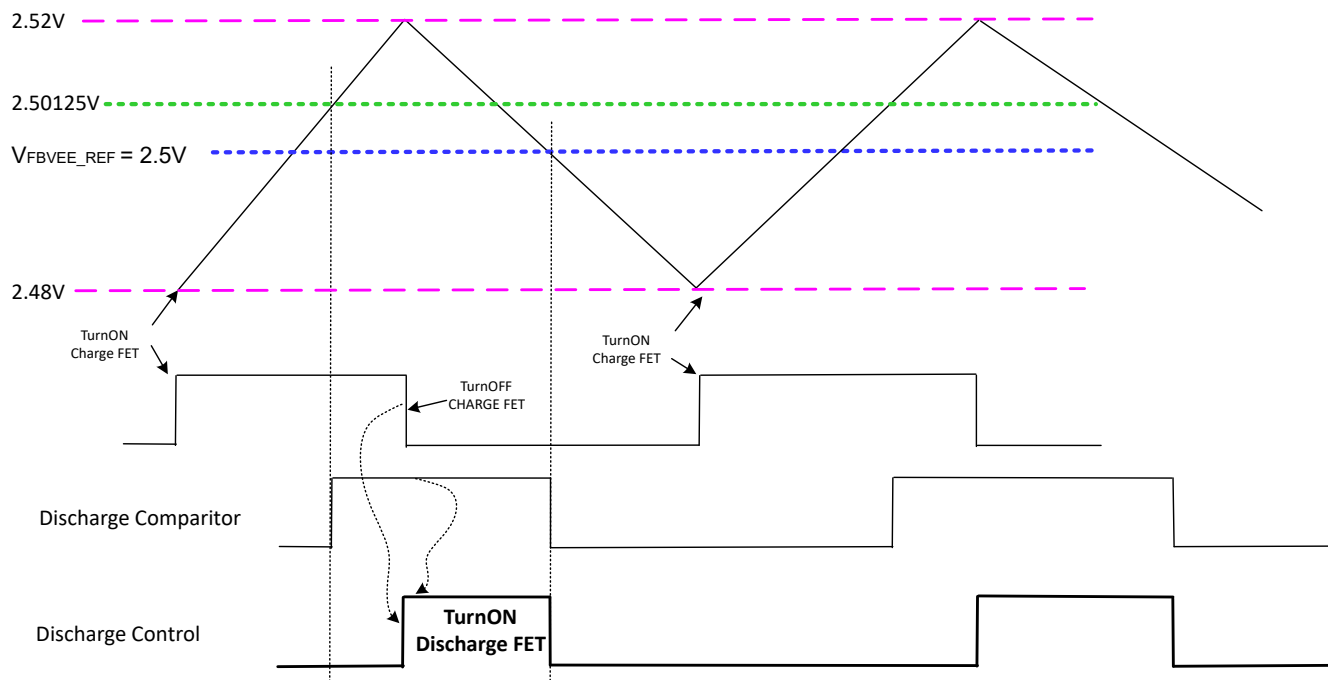 2.52V
2.50125V
VFBVEE_REF = 2.5V
2.48V
TurnON
Charge FET
TurnON
Charge FET
TurnOFF
CHARGE FET
Discharge Comparitor
Discharge Control
TurnON
Discharge FET